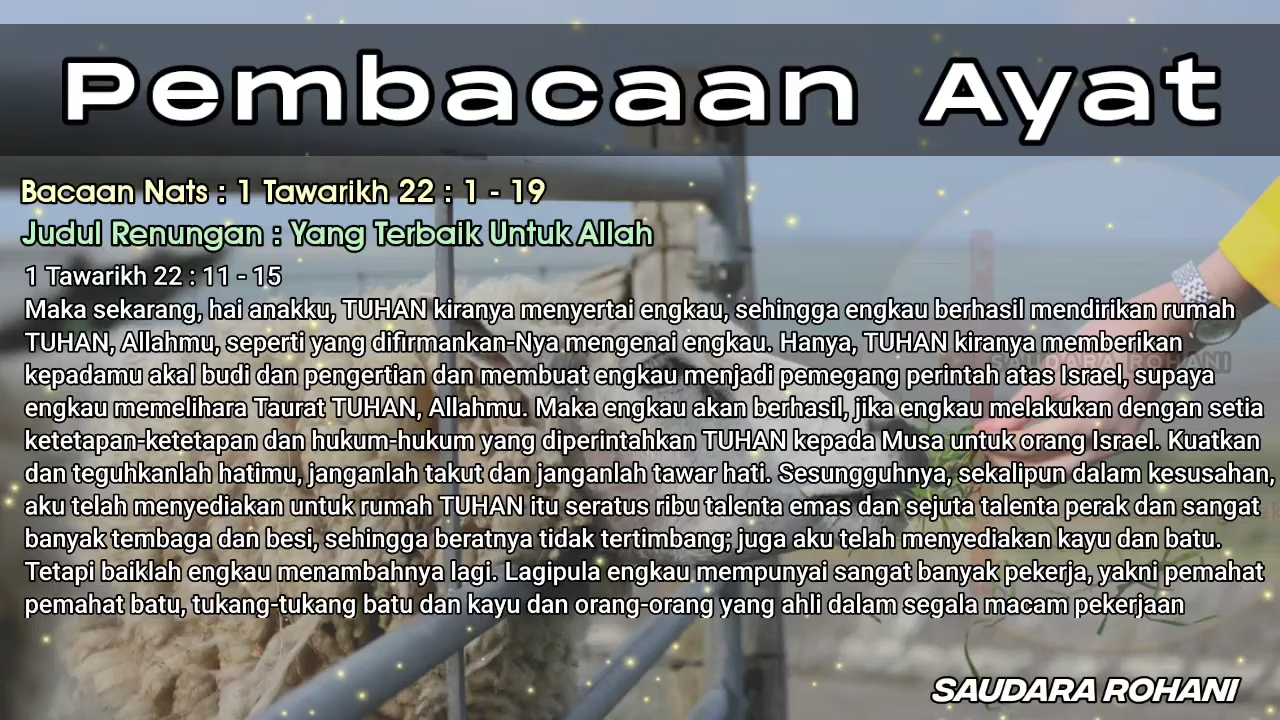 Pembacaan Ayat
Bacaan Nats : 1 Tawarikh 22 : 1 - 19
Judul Renungan : Yang Terbaik Untuk Allah
1 Tawarikh 22 : 11 - 15
Maka sekarang, hai anakku, TUHAN kiranya menyertai engkau, sehingga engkau berhasil mendirikan rumah
TUHAN, Allahmu, seperti yang difirmankan-Nya mengenai engkau. Hanya, TUHAN kiranya memberikan
kepadamu akal budi dan pengertian dan membuat engkau menjadi pemegang perintah atas Israel, supaya
engkau memelihara Taurat TUHAN, Allahmu. Maka engkau akan berhasil, jika engkau melakukan dengan setia
ketetapan-ketetapan dan hukum-hukum yang diperintahkan TUHAN kepada Musa untuk orang Israel. Kuatkan
dan teguhkanlah hatimu, janganlah takut dan janganlah tawar hati. Sesungguhnya, sekalipun dalam kesusahan,
aku telah menyediakan untuk rumah TUHAN itu seratus ribu talenta emas dan sejuta talenta perak dan sangat
banyak tembaga dan besi, sehingga beratnya tidak tertimbang; juga aku telah menyediakan kayu dan batu.
Tetapi baiklah engkau menambahnya lagi. Lagipula engkau mempunyai sangat banyak pekerja, yakni pemahat
pemahat batu, tukang-tukang batu dan kayu dan orang-orang yang ahli dalam segala macam pekerjaan
SAUDARA ROHANI
SAUDARA ROHANI